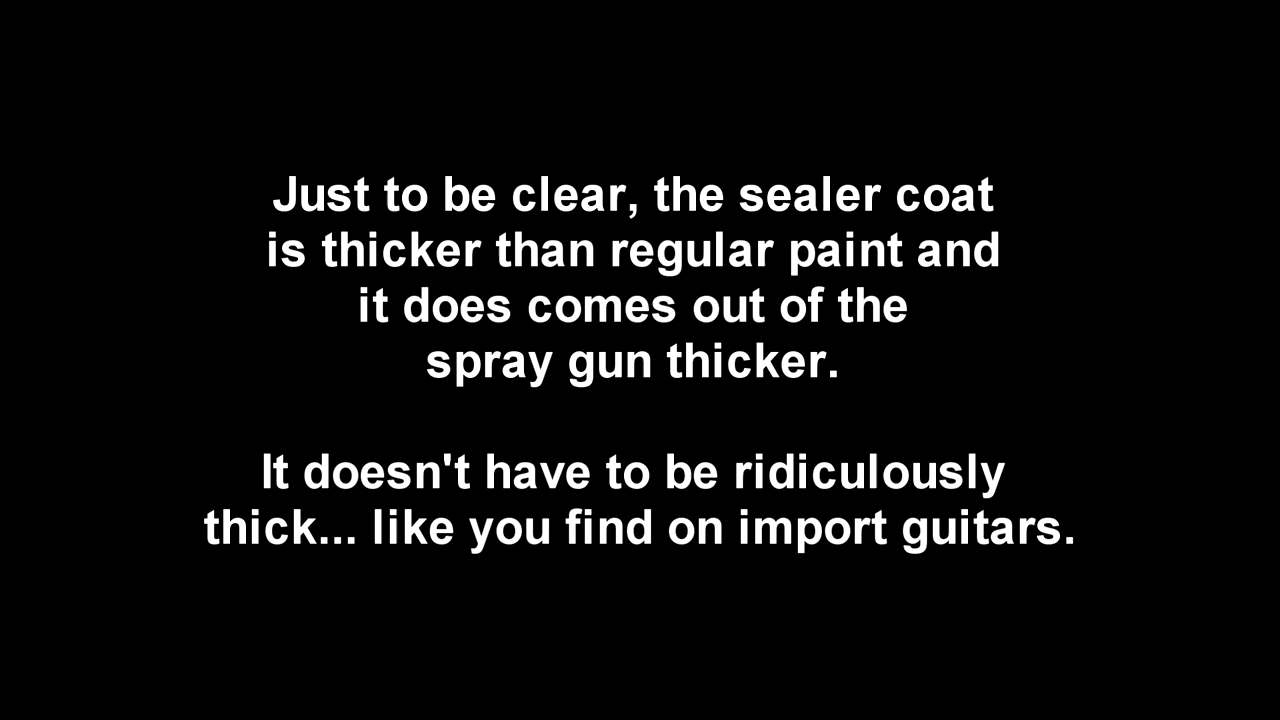 Just to be clear, the sealer coat
is thicker than regular paint and
it does comes out of the
spray gun thicker.
It doesn't have to be ridiculously
thick... like you find on import guitars.